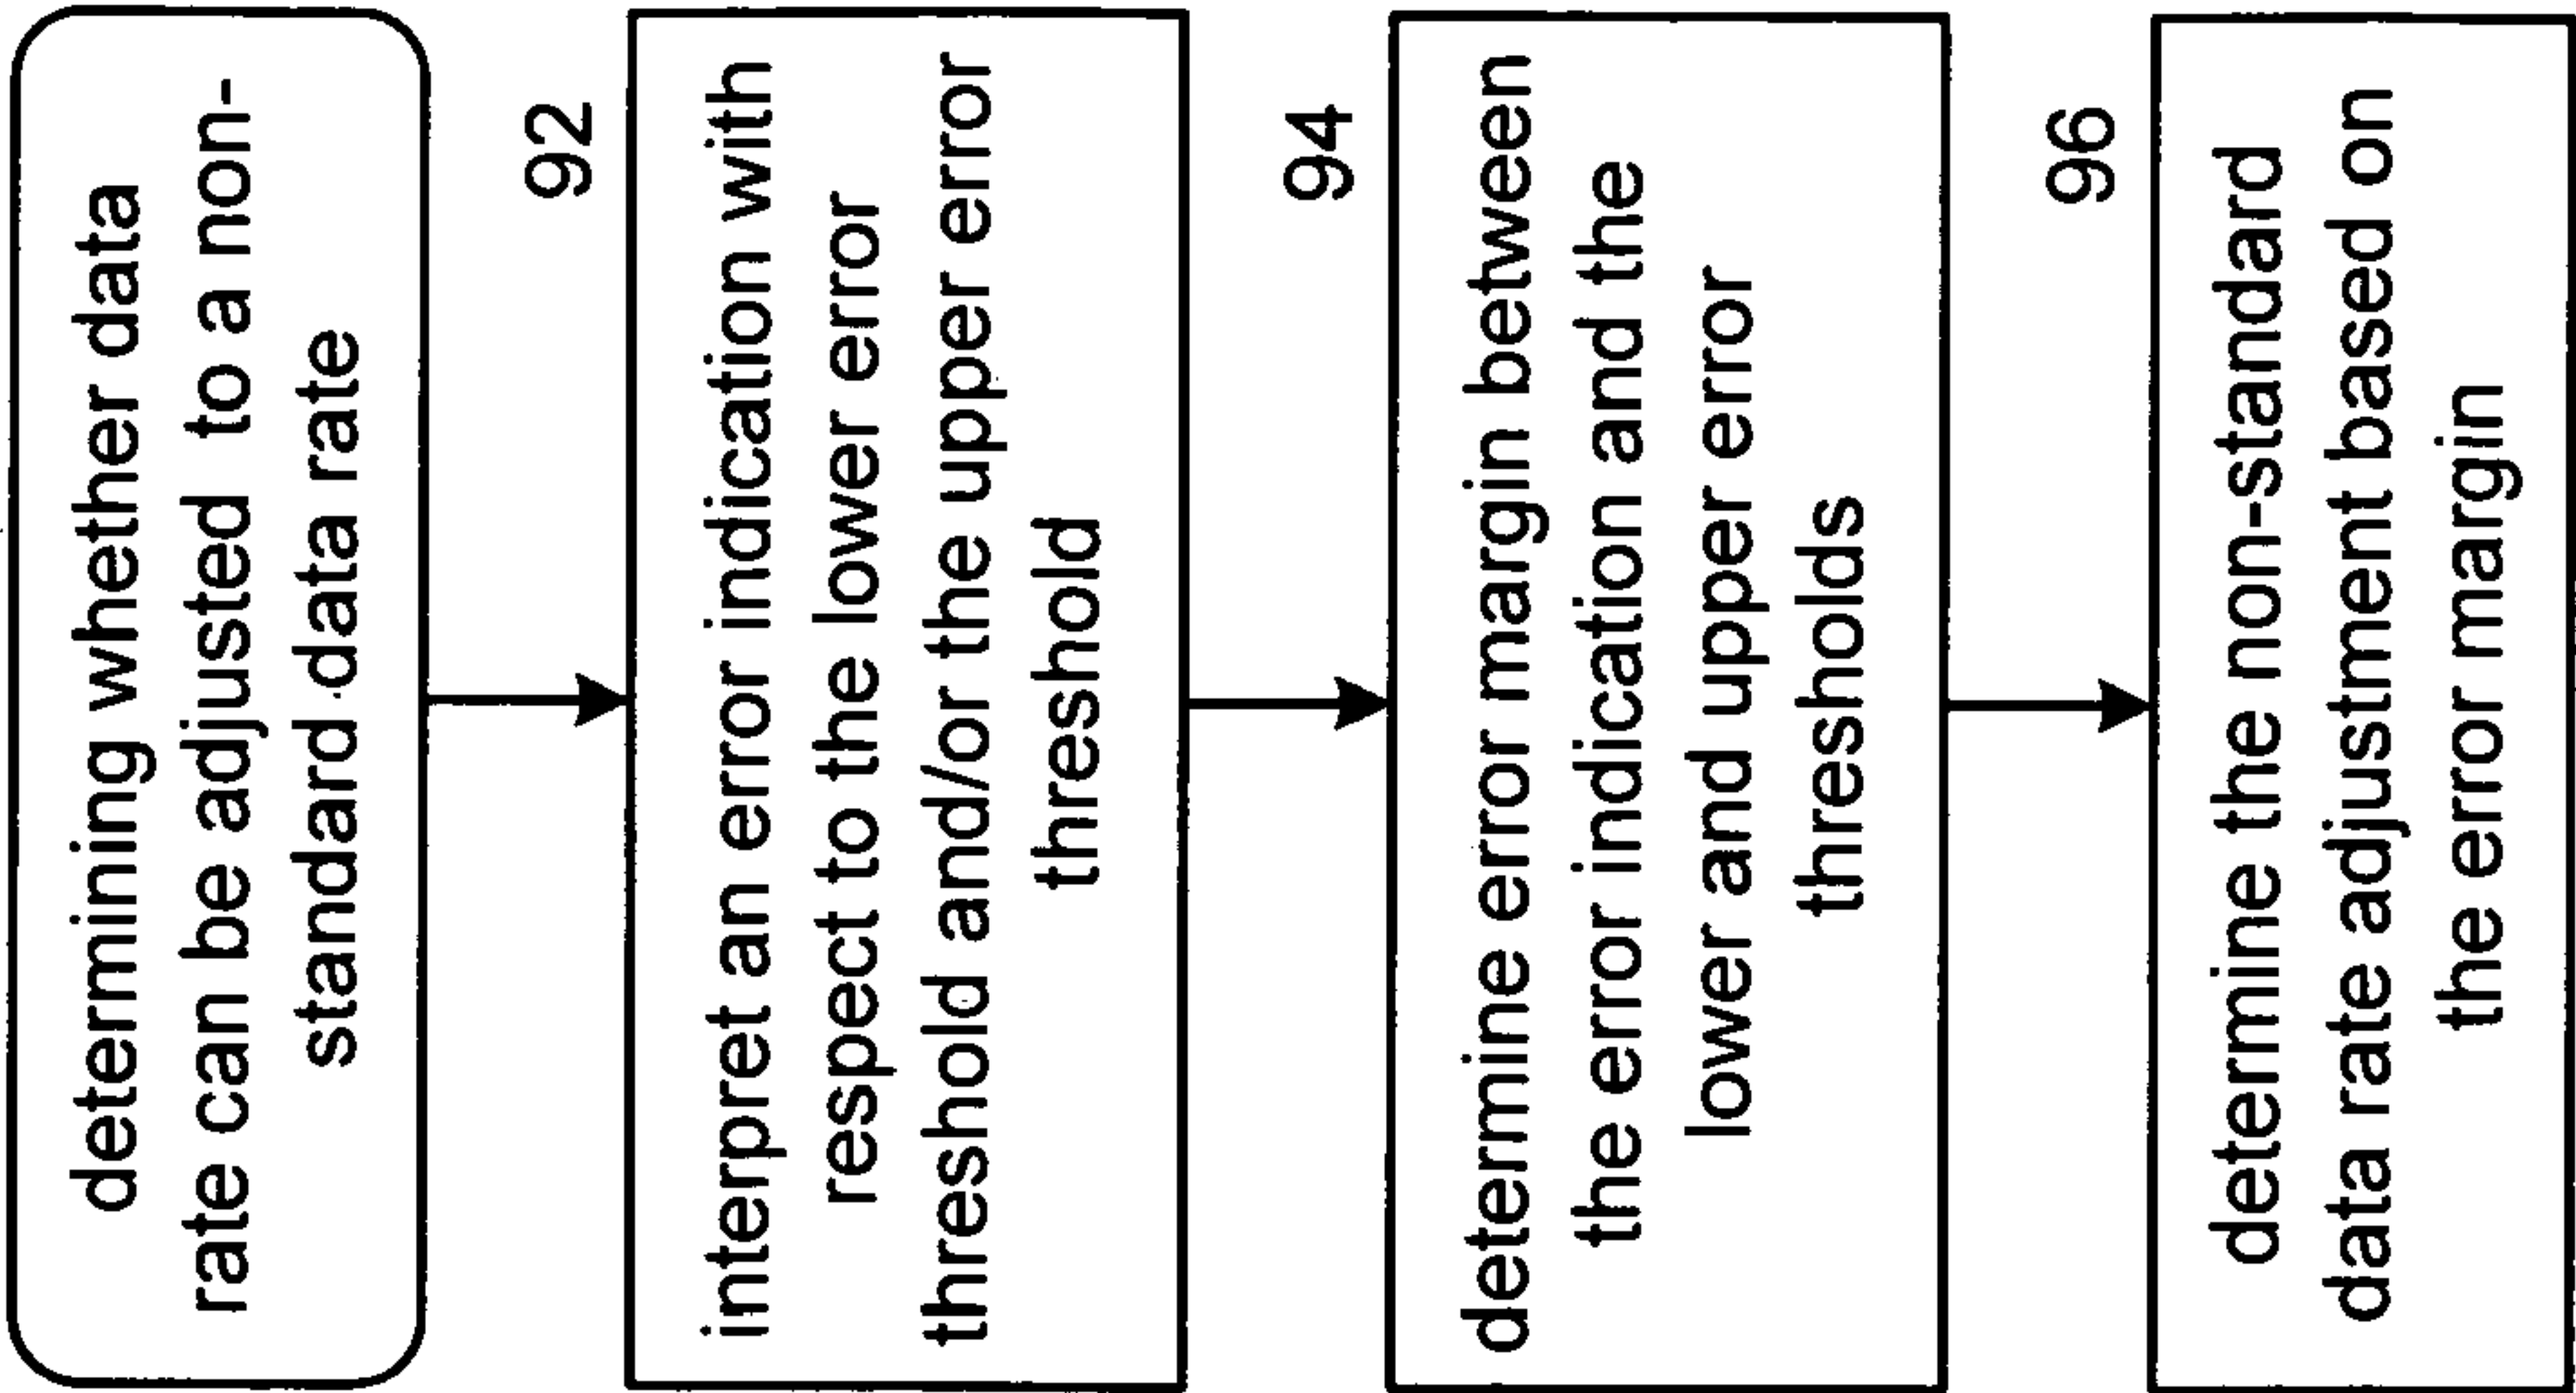 determining whether data
rate can be adjusted to a non-
standard data rate
92
interpret an error indication with
respect to the lower error
threshold and/or the upper error
threshold
94
determine error margin between
the error indication and the
lower and upper error
thresholds
96
determine the non-standard
data rate adjustment based on
the error margin